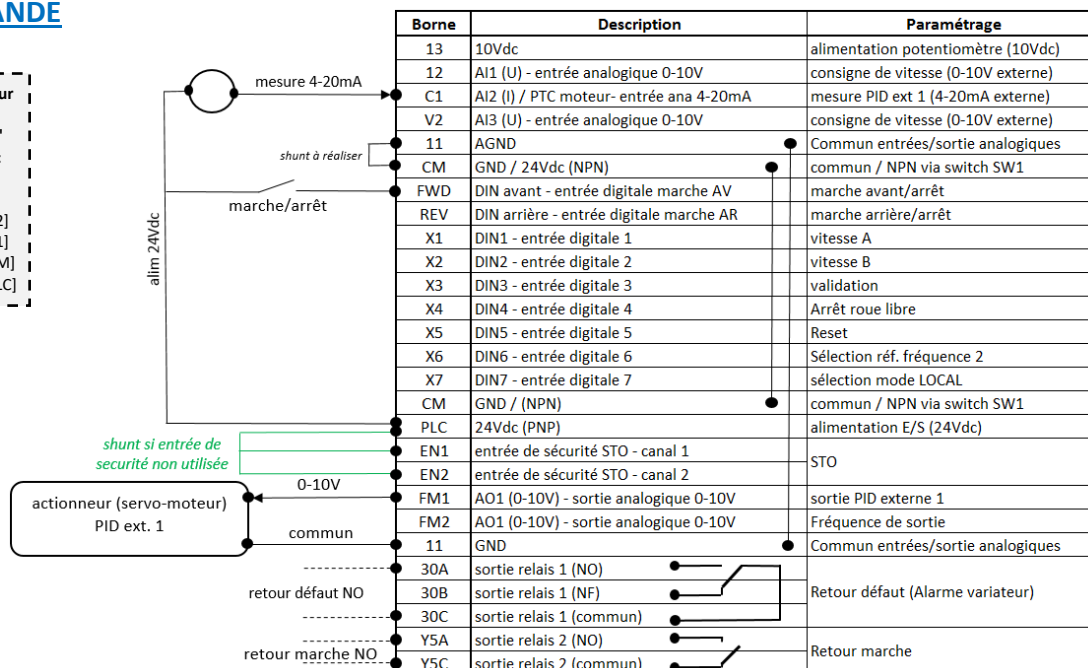 ANDE
ur
2]
1]
M]
LC]
mesure 4-20mA
shunt à réaliser
marche/arrêt
alim 24Vdc
shunt si entrée de
securité non utilisée
0-10V
actionneur (servo-moteur)
PID ext. 1
commun
retour défaut NO
retour marche NO
Borne Description Paramétrage
13 10Vdc alimentation potentiomètre (10Vdc)
12 AI1 (U) - entrée analogique 0-10V consigne de vitesse (0-10V externe)
C1 AI2 (I) / PTC moteur- entrée ana 4-20mA mesure PID ext 1 (4-20mA externe)
V2 AI3 (U) - entrée analogique 0-10V consigne de vitesse (0-10V externe)
11 AGND Commun entrées/sortie analogiques
CM GND / 24Vdc (NPN) commun / NPN via switch SW1
FWD DIN avant - entrée digitale marche AV marche avant/arrêt
REV DIN arrière - entrée digitale marche AR marche arrière/arrêt
X1 DIN1 - entrée digitale 1 vitesse A
X2 DIN2 - entrée digitale 2 vitesse B
X3 DIN3 - entrée digitale 3 validation
X4 DIN4 - entrée digitale 4 Arrêt roue libre
X5 DIN5 - entrée digitale 5 Reset
X6 DIN6 - entrée digitale 6 Sélection réf. fréquence 2
X7 DIN7 - entrée digitale 7 sélection mode LOCAL
CM GND / (NPN) commun / NPN via switch SW1
PLC 24Vdc (PNP) alimentation E/S (24Vdc)
EN1 entrée de sécurité STO - canal 1
STO
EN2 entrée de sécurité STO - canal 2
FM1 AO1 (0-10V) - sortie analogique 0-10V sortie PID externe 1
FM2 AO1 (0-10V) - sortie analogique 0-10V Fréquence de sortie
11 GND Commun entrées/sortie analogiques
30A sortie relais 1 (NO)
30B sortie relais 1 (NF) Retour défaut (Alarme variateur)
30C sortie relais 1 (commun)
Y5A sortie relais 2 (NO)
Retour marche
Y5C sortie relais 2 (commun)